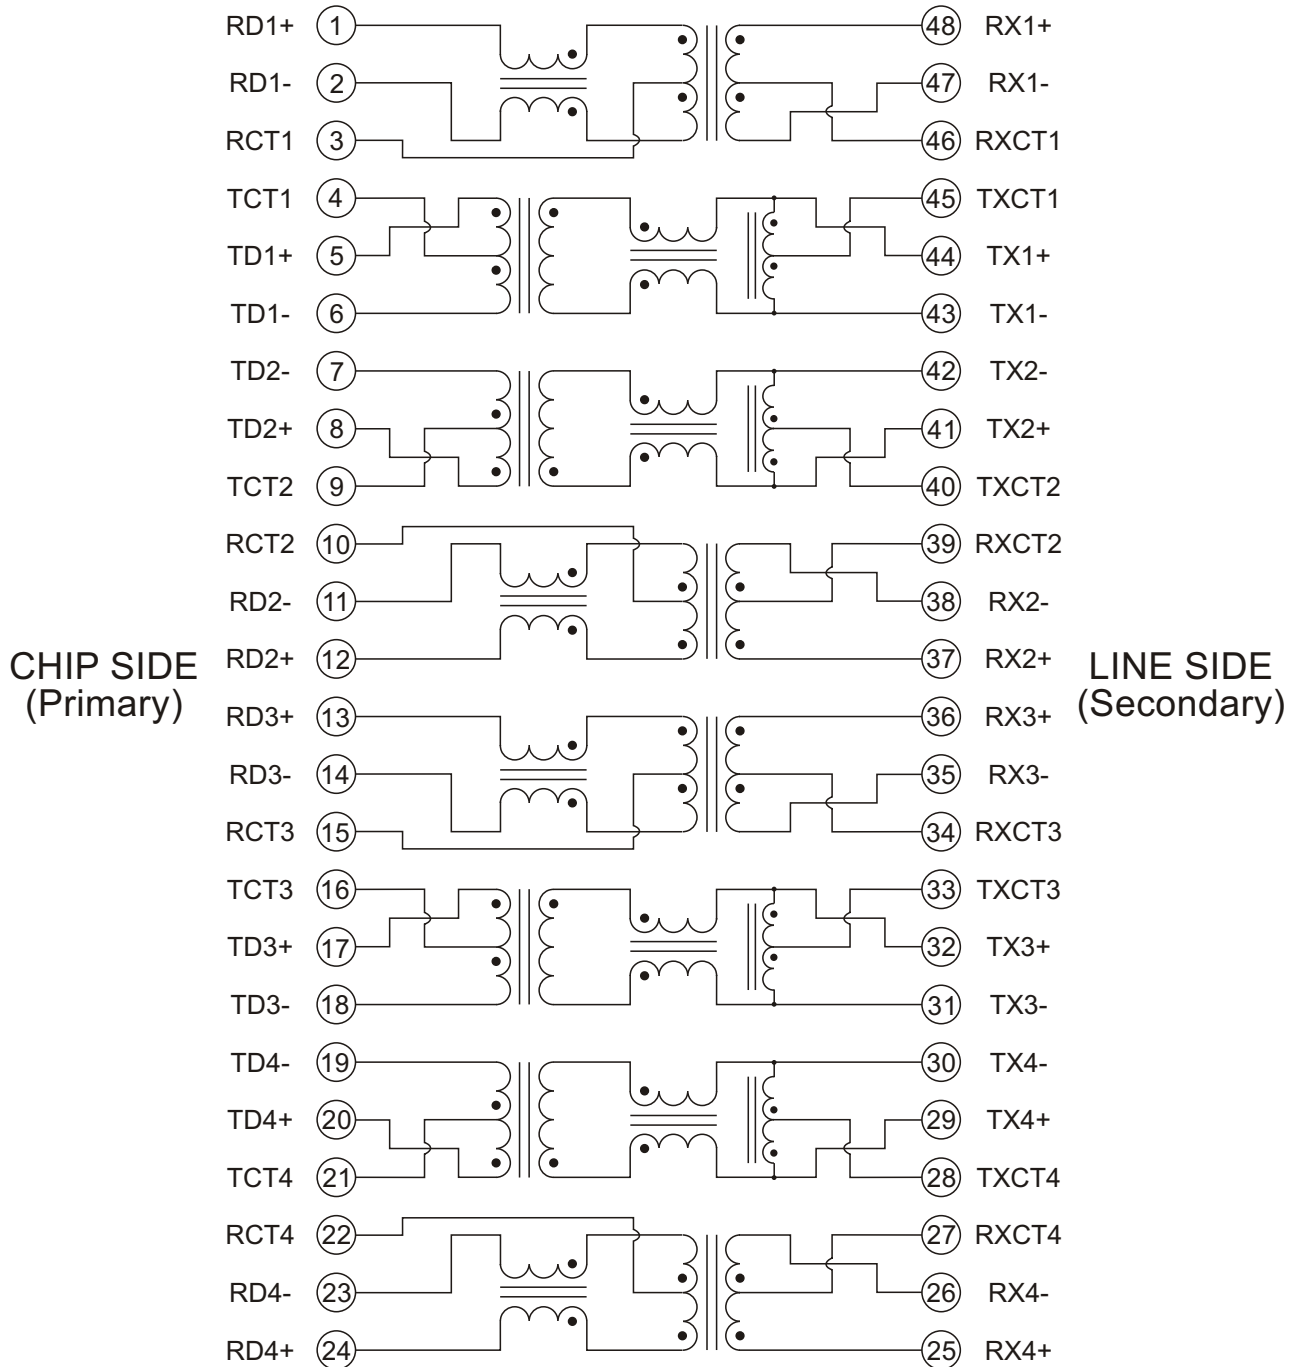 RD1+ 1 48 RX1+
RD1- 2 47 RX1-
RCT1 3 46 RXCT1
TCT1 4 45 TXCT1
TD1+ 5 44 TX1+
TD1- 6 43 TX1-
TD2- 7 42 TX2-
TD2+ 8 41 TX2+
TCT2 9 40 TXCT2
RCT2 10 39 RXCT2
RD2- 11 38 RX2-
RD2+ 12 37 RX2+
CHIP SIDE
(Primary)
LINE SIDE
(Secondary)
RD3+ 13 36 RX3+
RD3- 14 35 RX3-
RCT3 15 34 RXCT3
TCT3 16 33 TXCT3
TD3+ 17 32 TX3+
TD3- 18 31 TX3-
TD4- 19 30 TX4-
TD4+ 20 29 TX4+
TCT4 21 28 TXCT4
RCT4 22 27 RXCT4
RD4- 23 26 RX4-
RD4+ 24 25 RX4+